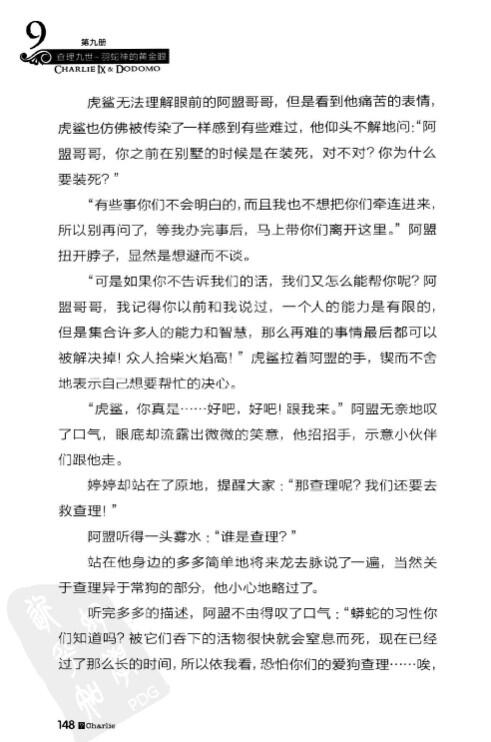 9
第九册
查理九世·羽蛇神的黄金眼
CHARLIE IX & DODOMO
虎鲨无法理解眼前的阿盟哥哥，但是看到他痛苦的表情，
虎鲨也仿佛被传染了一样感到有些难过，他仰头不解地问：“阿
盟哥哥，你之前在别墅的时候是在装死，对不对？你为什么
要装死？”
“有些事你们不会明白的，而且我也不想把你们牵连进来，
所以别再问了，等我办完事后，马上带你们离开这里。”阿盟
扭开脖子，显然是想避而不谈。
“可是如果你不告诉我们的活，我们又怎么能帮你呢？阿
盟哥哥，我记得你以前和我说过，一个人的能力是有限的，
但是集合许多人的能力和智慧，那么再难的事情最后都可以
被解决掉！众人拾柴火焰高！”虎鲨拉着阿盟的手，锲而不舍
地表示自己想要帮忙的决心。
“虎鲨，你真是……好吧，好吧！跟我来。”阿盟无奈地叹
了口气，眼底却流露出微微的笑意，他招招手，示意小伙伴
们跟他走。
婷婷却站在了原地，提醒大家：“那查理呢？我们还要去
救查理！”
阿盟听得一头雾水：“谁是查理？”
站在他身边的多多简单地将来龙去脉说了一遍，当然关
于查理异于常狗的部分，他小心地略过了。
听完多多的描述，阿盟不由得叹了口气：“蟒蛇的习性你
们知道吗？被它们吞下的活物很快就会窒息而死，现在已经
过了那么长的时间，所以依我看，恐怕你们的爱狗查理……唉，
PDG
148 Charlie